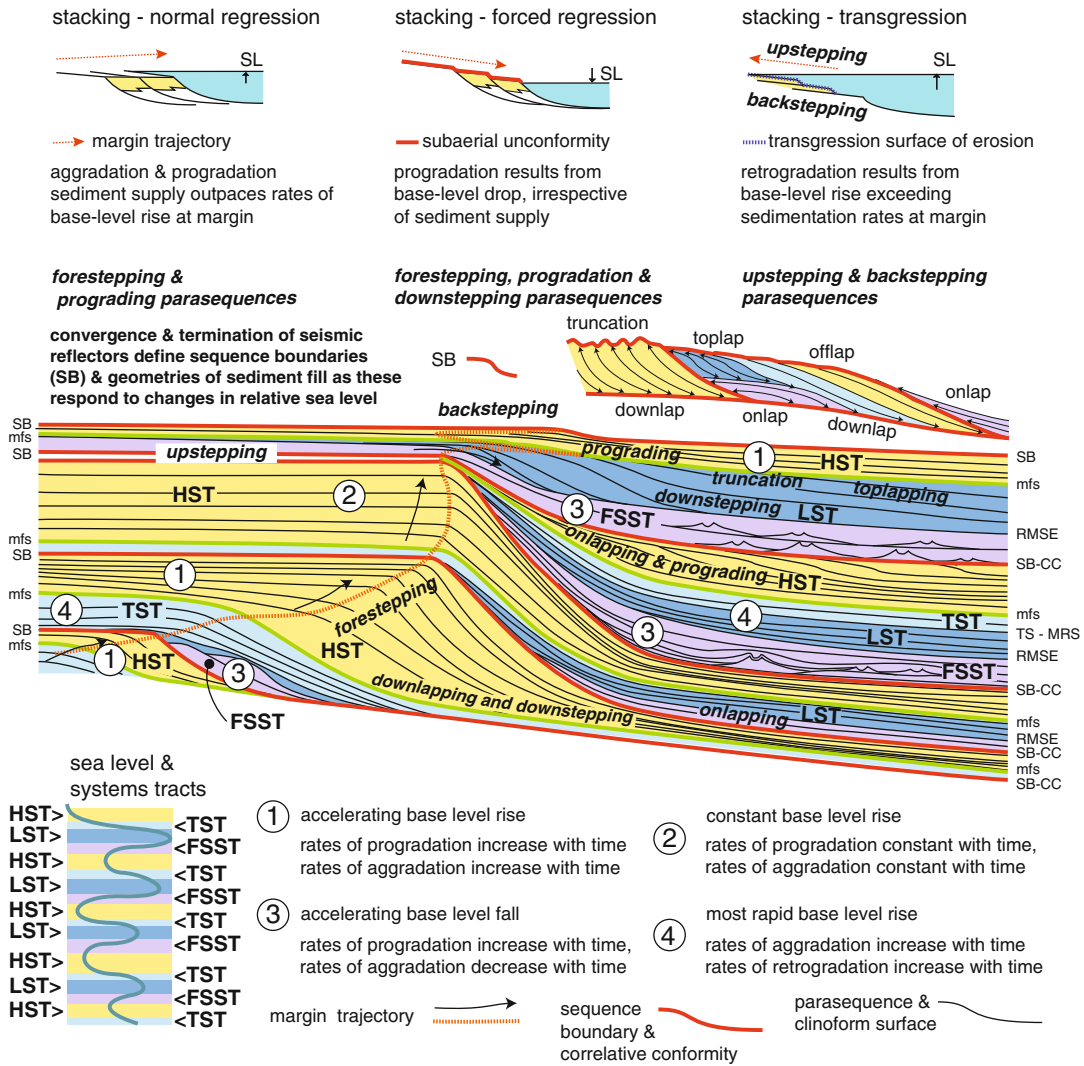 stacking - normal regression
SL
margin trajectory
aggradation & progradation
sediment supply outpaces rates of
base-level rise at margin
forestepping &
prograding parasequences
stacking - forced regression
SL
subaerial unconformity
progradation results from
base-level drop, irrespective
of sediment supply
forestepping, progradation &
downstepping parasequences
stacking - transgression
upstepping
SL
backstepping
transgression surface of erosion
retrogradation results from
base-level rise exceeding
sedimentation rates at margin
upstepping & backstepping
parasequences
convergence & termination of seismic
reflectors define sequence boundaries
(SB) & geometries of sediment fill as these
respond to changes in relative sea level
SB
truncation
toplap
offlap
onlap
downlap
onlap
downlap
SB
mfs
SB
mfs
SB
mfs
SB
mfs
backstepping
upstepping
prograding
1
HST
truncation
toplapping
downstepping
LST
3
FSST
HST
2
onlapping & prograding
HST
1
forestepping
4
TST
HST
1
HST
3
FSST
TST
4
LST
3
FSST
downlapping and downstepping
onlapping
LST
SB
mfs
RMSE
SB-CC
mfs
TS - MRS
RMSE
SB-CC
mfs
RMSE
SB-CC
mfs
SB-CC
sea level &
systems tracts
HST>
<TST
LST>
<FSST
HST>
<TST
LST>
<FSST
HST>
<TST
LST>
<FSST
HST>
<TST
LST>
<FSST
HST>
<TST
1
accelerating base level rise
rates of progradation increase with time
rates of aggradation increase with time
2
constant base level rise
rates of progradation constant with time,
rates of aggradation constant with time
3
accelerating base level fall
rates of progradation increase with time,
rates of aggradation decrease with time
4
most rapid base level rise
rates of aggradation increase with time
rates of retrogradation increase with time
margin trajectory
sequence
boundary &
correlative conformity
parasequence &
clinoform surface